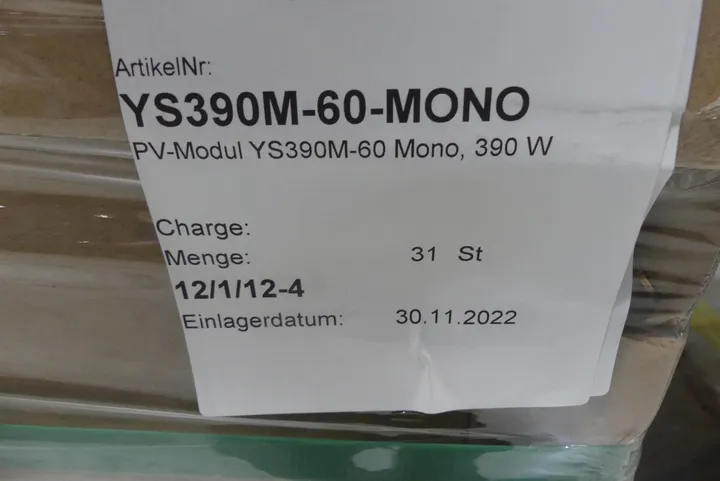 ArtikelNr:
YS390M-60-MONO
PV-Modul YS390M-60 Mono, 390 W
Charge:
Menge: 31 St
12/1/12-4
Einlagerdatum: 30.11.2022